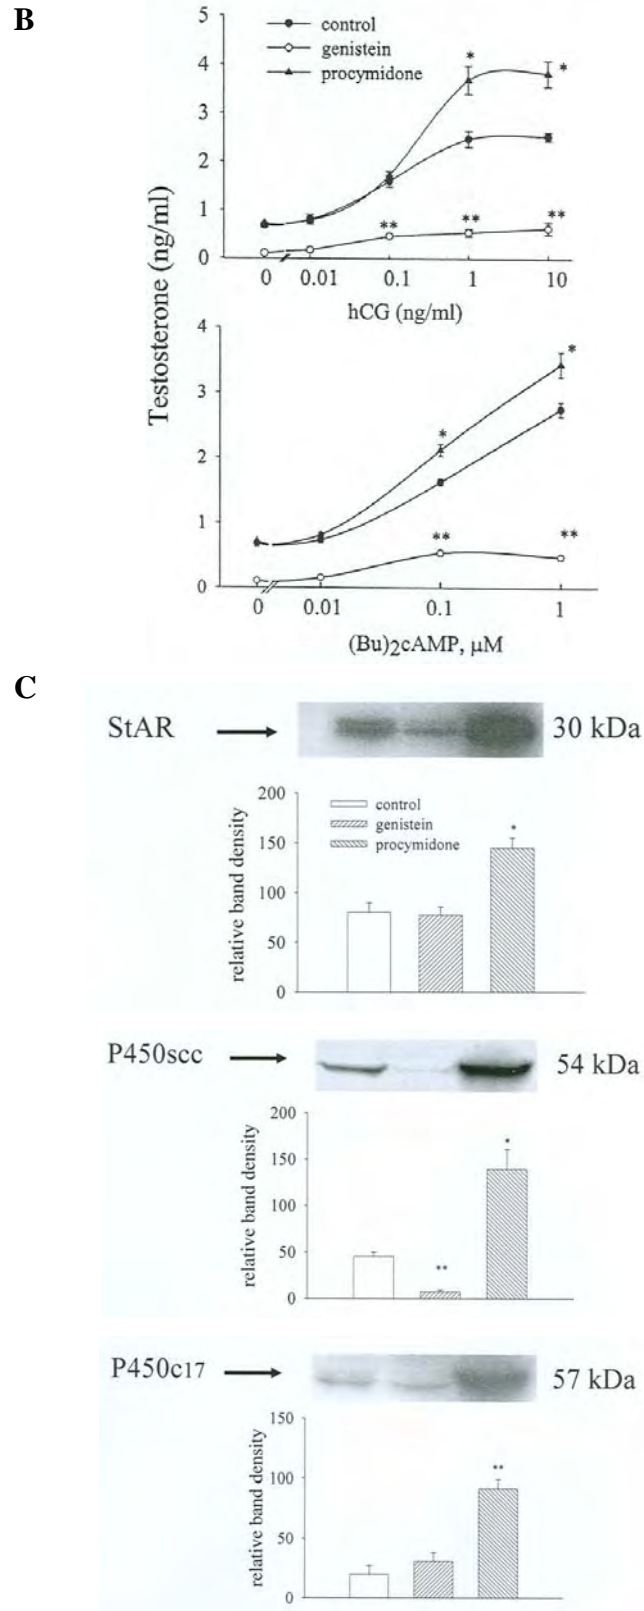 B
5
control
genistein
procymidone
4
*
*
3
2
1
**
**
**
0
0
0.01
0.1
1
10
hCG (ng/ml)
Testosterone (ng/ml)
4
*
3
*
2
1
**
**
0
0
0.01
0.1
1
(Bu)2cAMP, μM
C
StAR
30 kDa
200
control
genistein
procymidone
*
150
100
50
0
relative band density
P450scc
54 kDa
200
*
150
100
50
**
0
relative band density
P450c17
57 kDa
150
**
100
50
0
relative band density